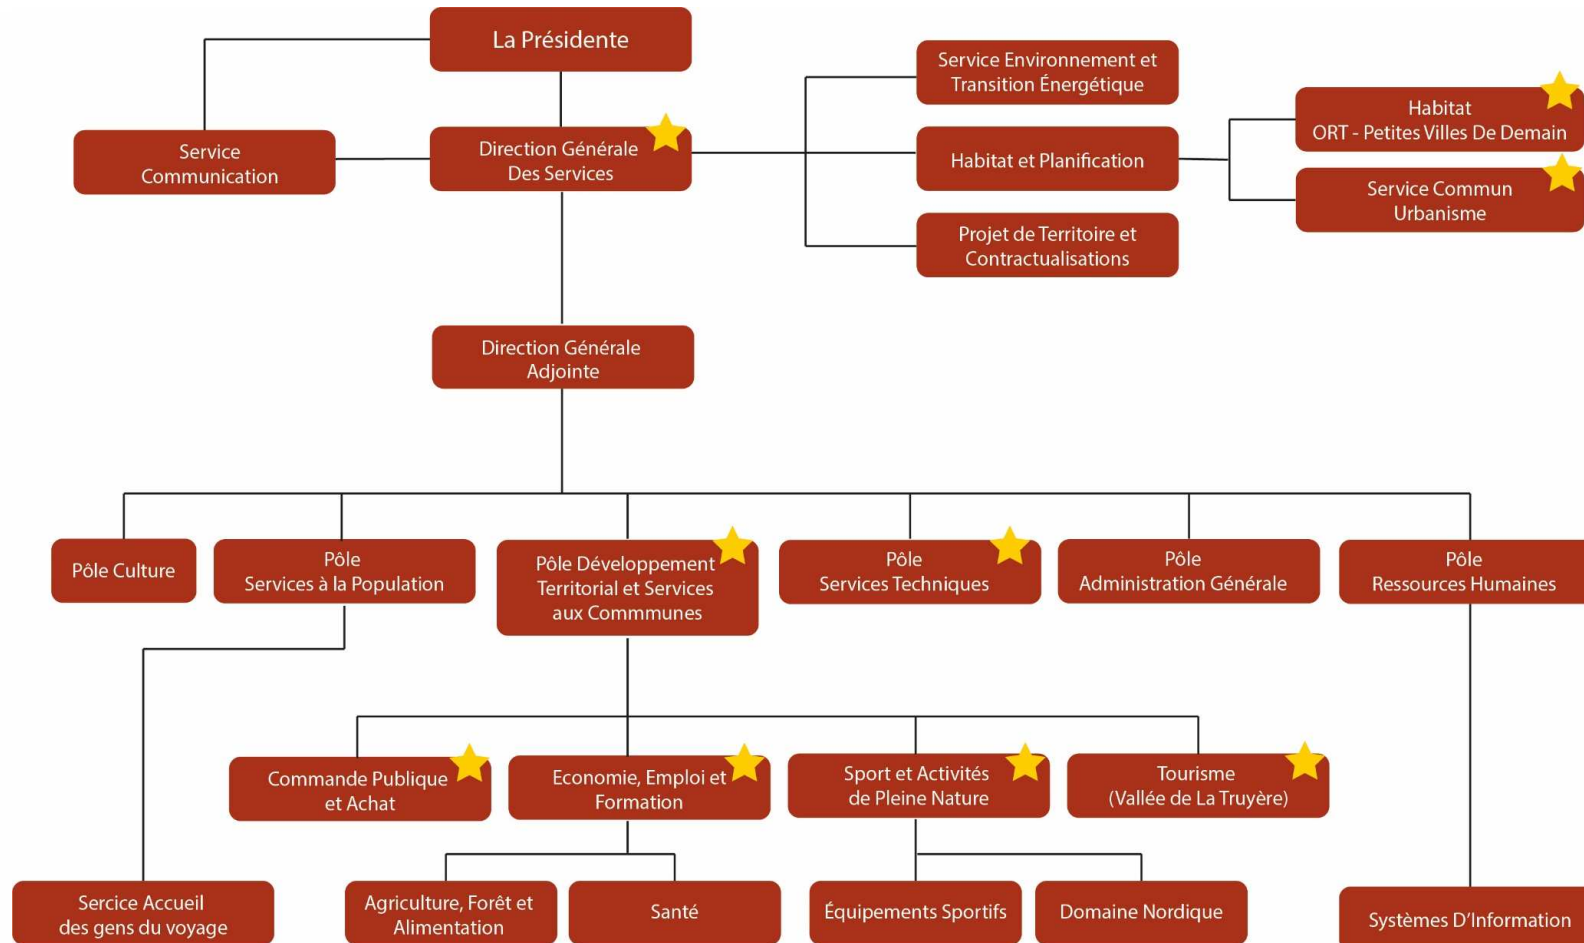 La Présidente
Service Environnement et
Transition Énergétique
Habitat
ORT - Petites Villes De Demain
Service
Communication
Direction Générale
Des Services
Habitat et Planification
Service Commun
Urbanisme
Projet de Territoire et
Contractualisations
Direction Générale
Adjointe
Pôle Culture
Pôle
Services à la Population
Pôle Développement
Territorial et Services
aux Commmunes
Pôle
Services Techniques
Pôle
Administration Générale
Pôle
Ressources Humaines
Commande Publique
et Achat
Economie, Emploi et
Formation
Sport et Activités
de Pleine Nature
Tourisme
(Vallée de La Truyère)
Sercice Accueil
des gens du voyage
Agriculture, Forêt et
Alimentation
Santé
Équipements Sportifs
Domaine Nordique
Systèmes D'Information